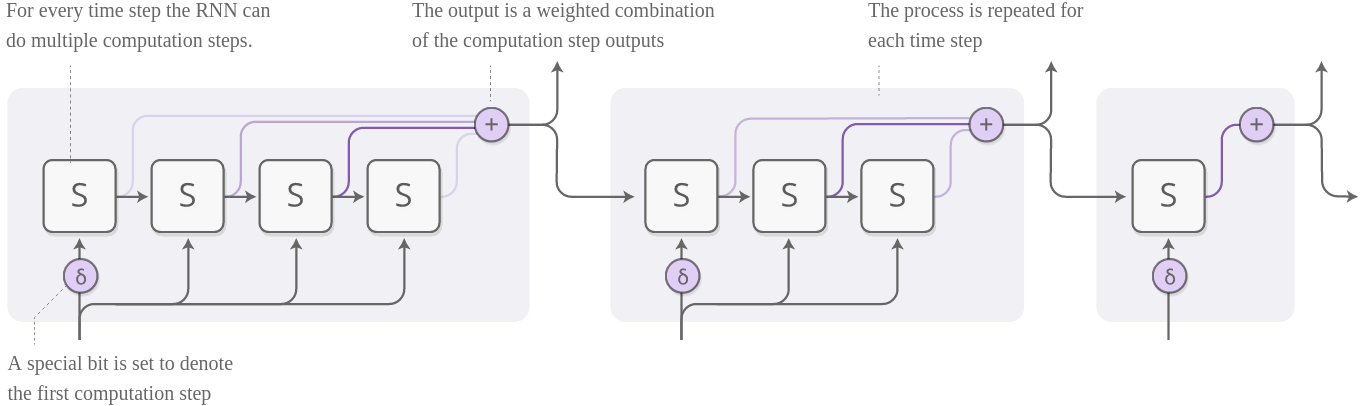 For every time step the RNN can
do multiple computation steps.
The output is a weighted combination
of the computation step outputs
The process is repeated for
each time step
+ + +
S S S S S S S S
δ δ δ
A special bit is set to denote
the first computation step